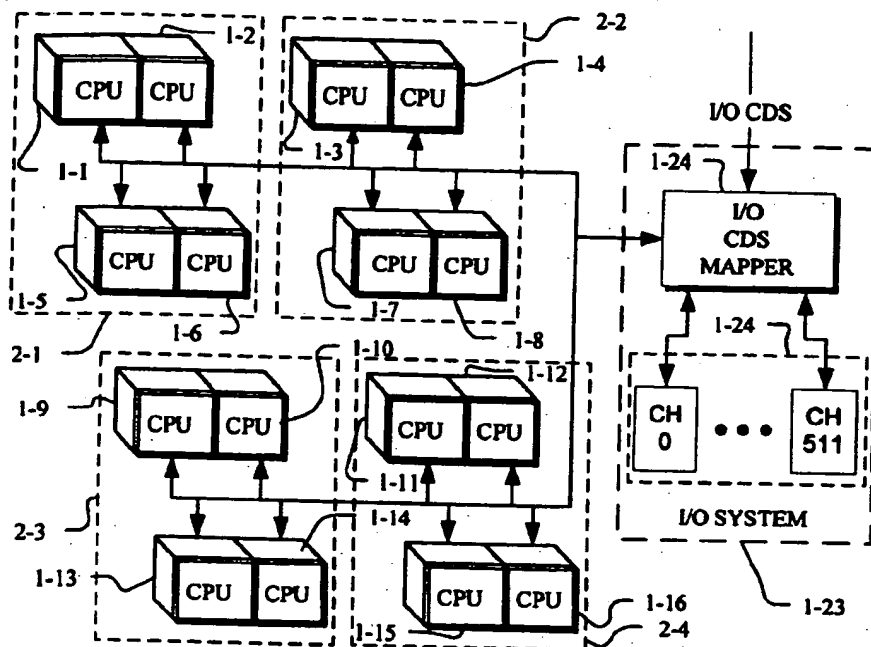 1-2
2-2
CPU CPU
CPU CPU
1-4
I/O CDS
1-1
1-3
1-24
I/O
CDS
MAPPER
CPU CPU
CPU CPU
1-5
1-6
1-7
1-8
2-1
1-24
1-10
1-12
1-9
CPU CPU
CPU CPU
CH
0
CH
511
1-11
2-3
1-14
I/O SYSTEM
1-13
CPU CPU
CPU CPU
1-16
1-15
2-4
1-23